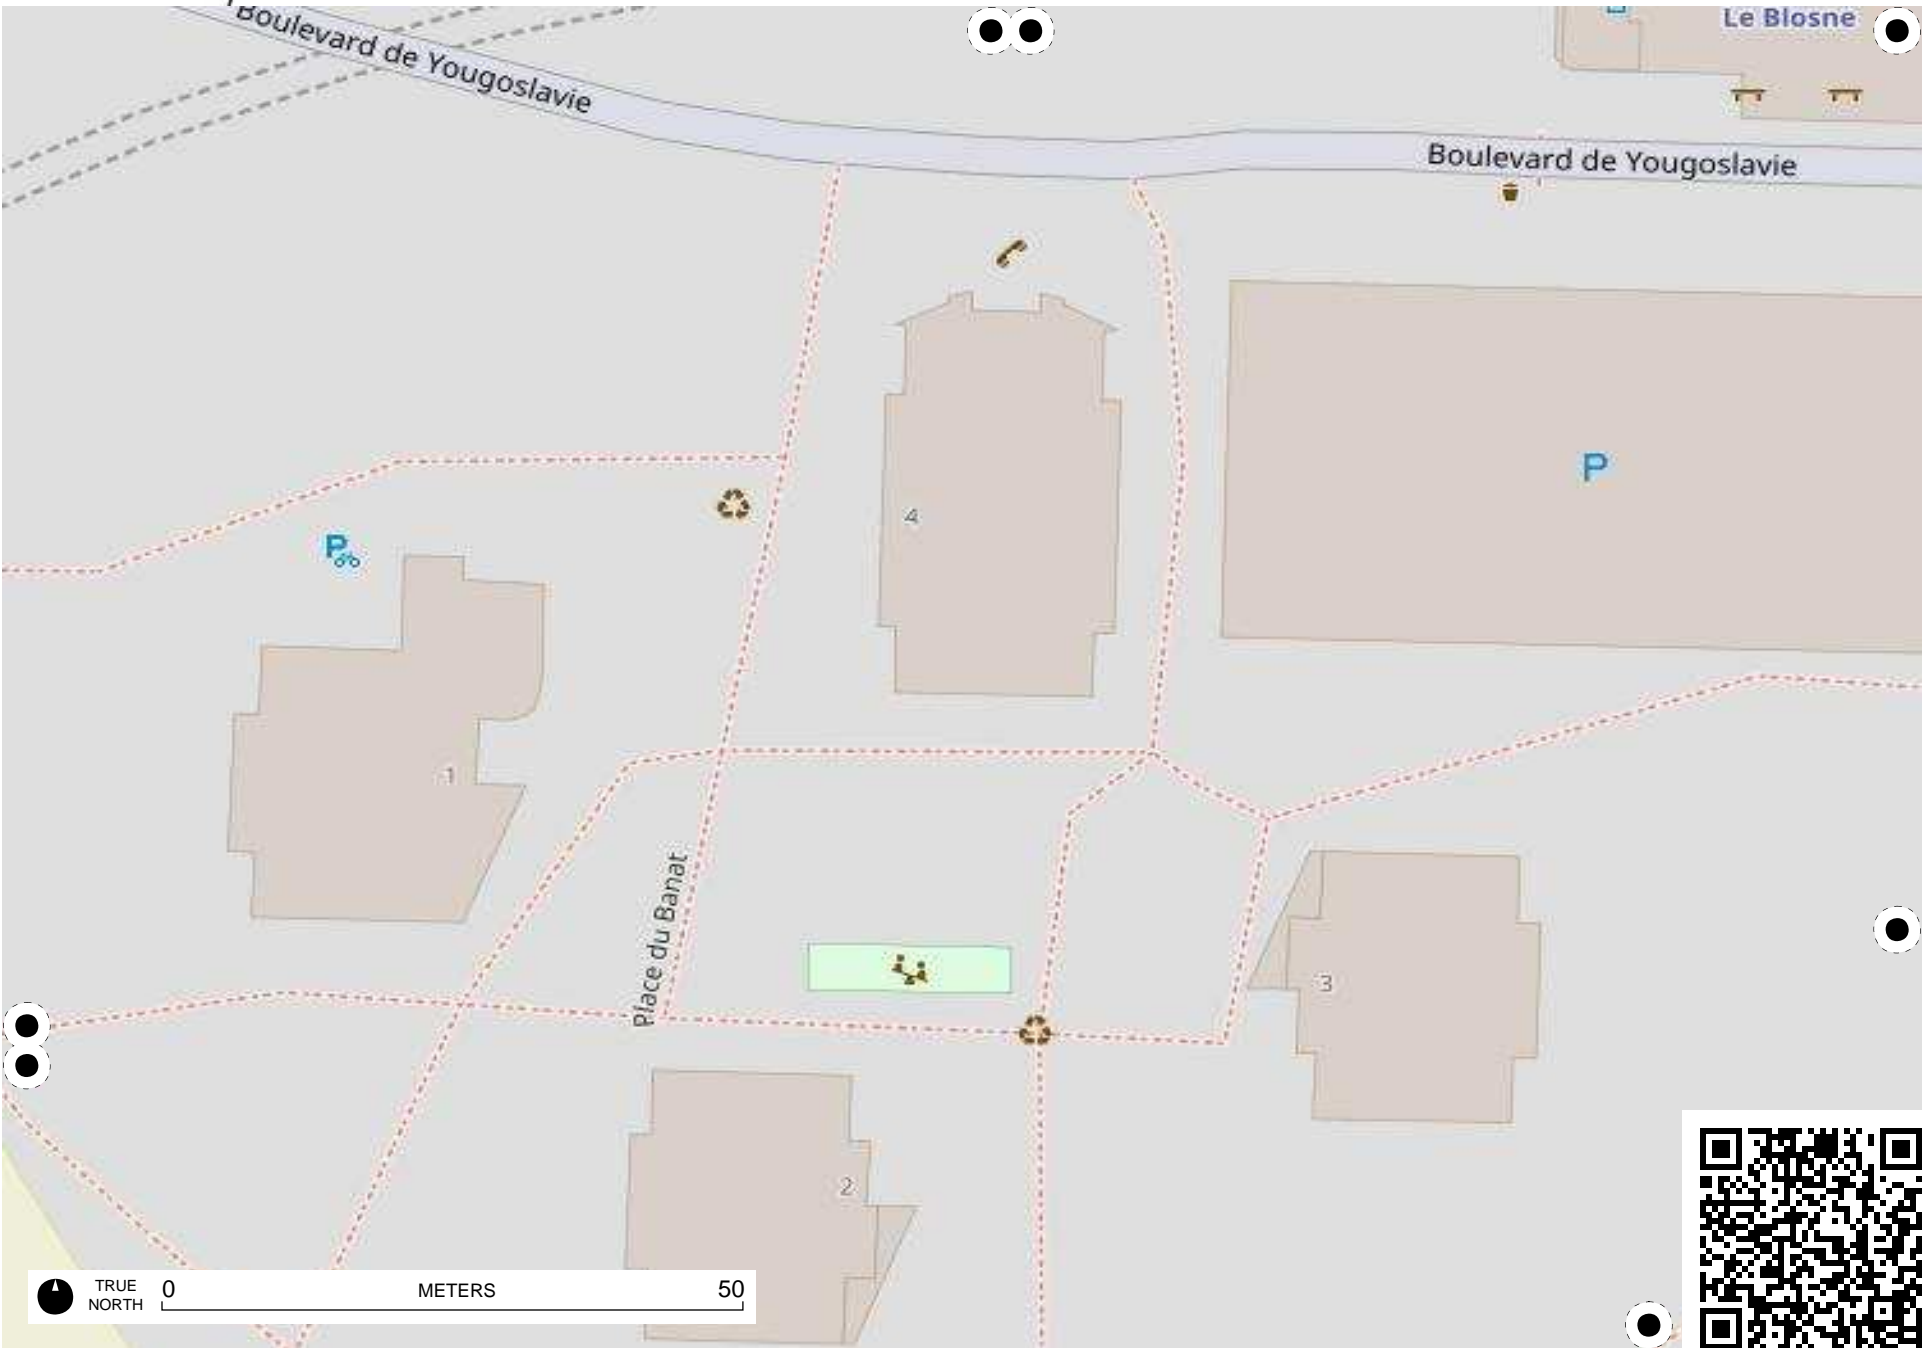 Boulevard de Yougoslavie
Le Blosne
Boulevard de Yougoslavie
P
4
P
1
Place du Banat
3
2
TRUE NORTH
0 METERS 50